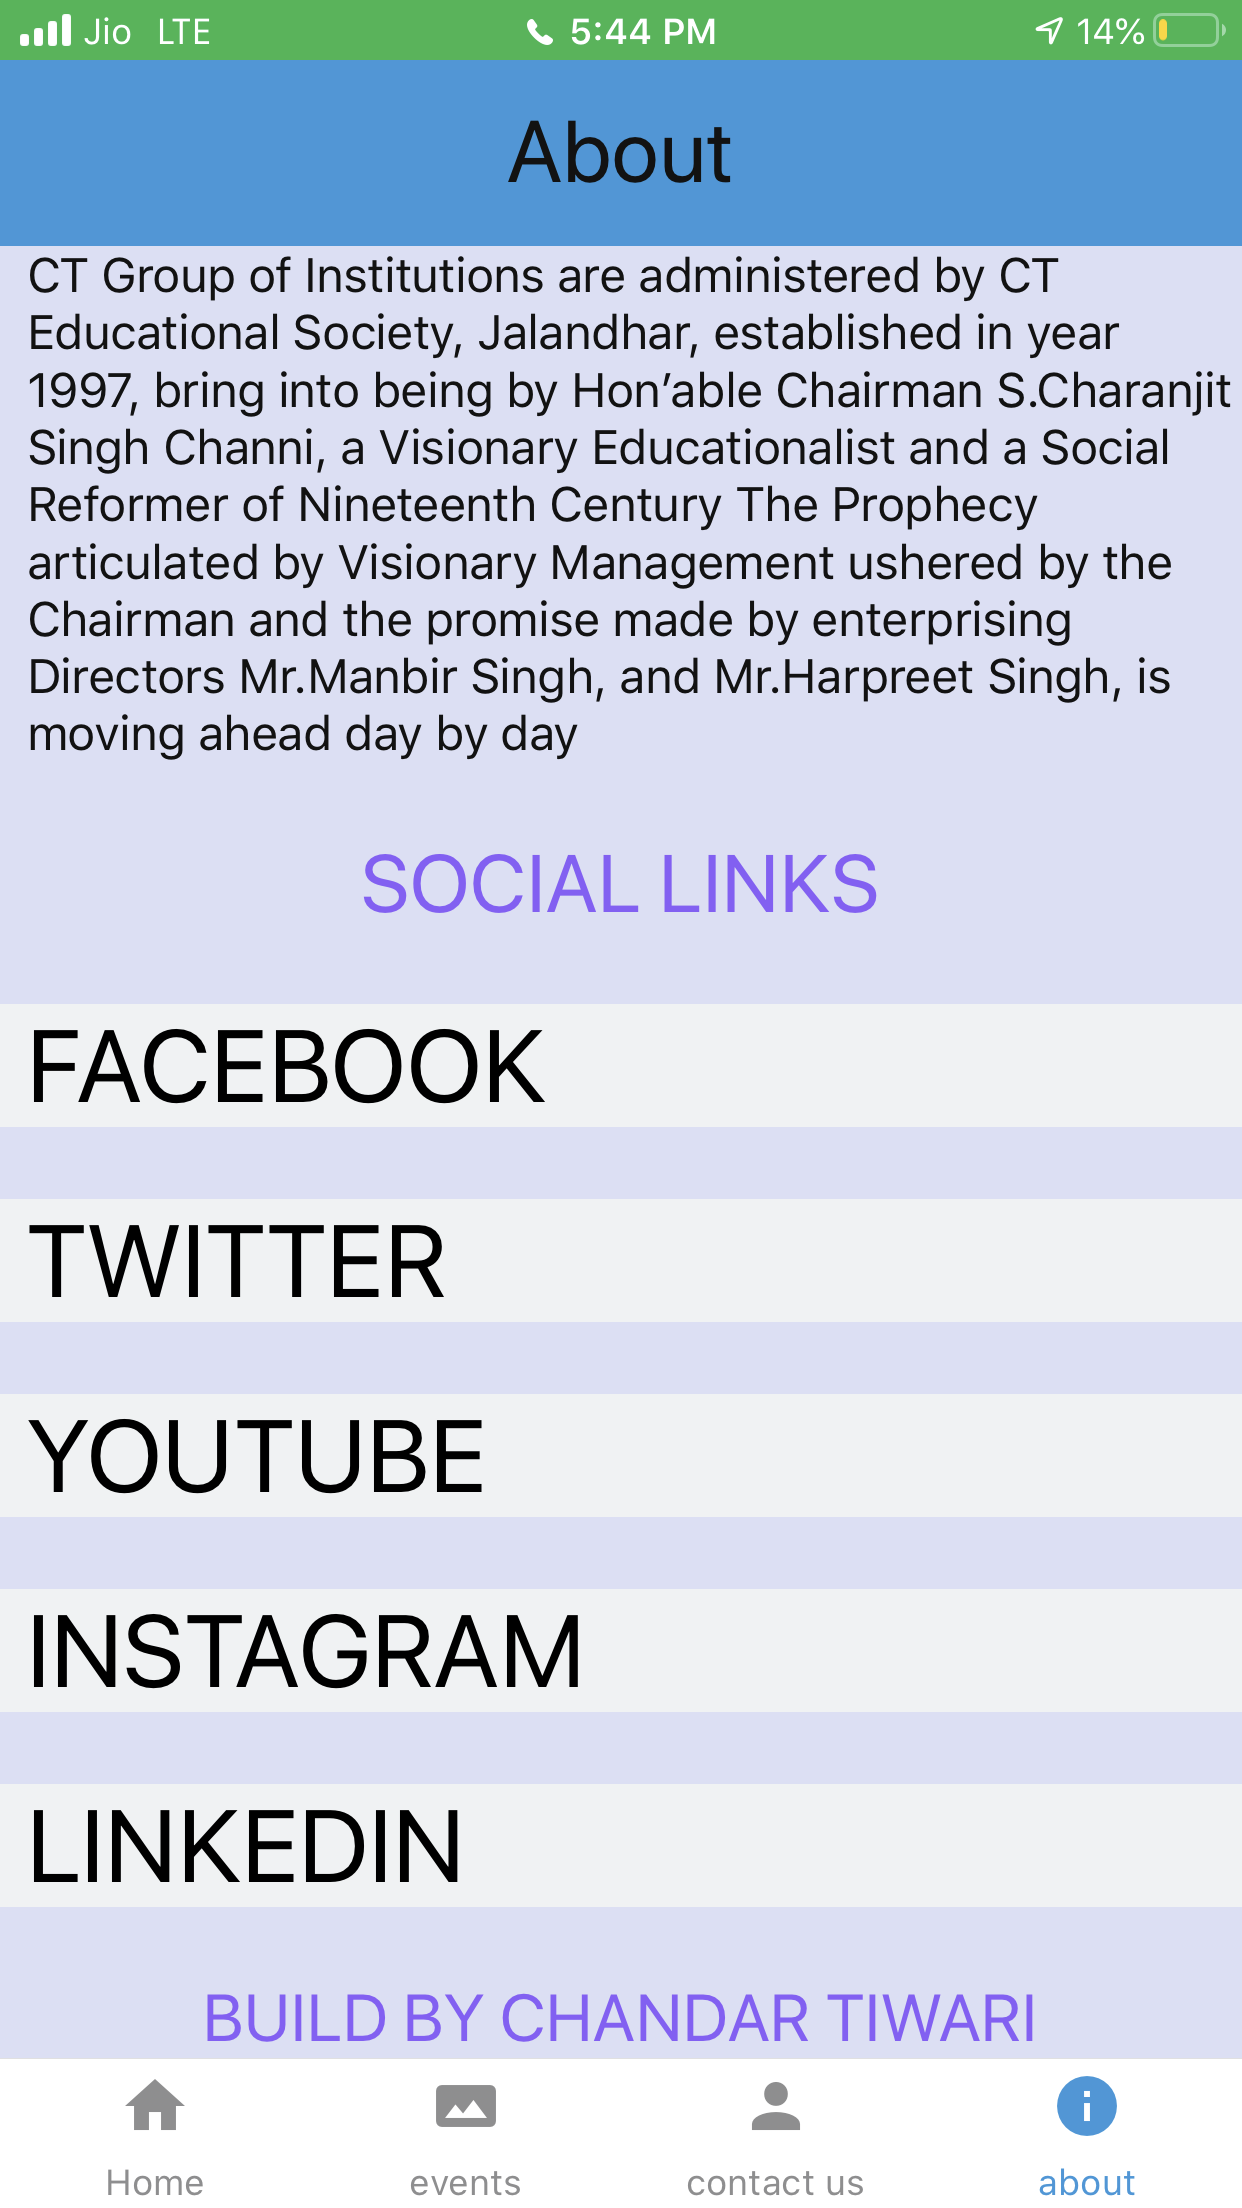 Jio LTE 5:44 PM 14%
About
CT Group of Institutions are administered by CT
Educational Society, Jalandhar, established in year
1997, bring into being by Hon’able Chairman S.Charanjit
Singh Channi, a Visionary Educationalist and a Social
Reformer of Nineteenth Century The Prophecy
articulated by Visionary Management ushered by the
Chairman and the promise made by enterprising
Directors Mr.Manbir Singh, and Mr.Harpreet Singh, is
moving ahead day by day
SOCIAL LINKS
FACEBOOK
TWITTER
YOUTUBE
INSTAGRAM
LINKEDIN
BUILD BY CHANDAR TIWARI
Home events contact us about